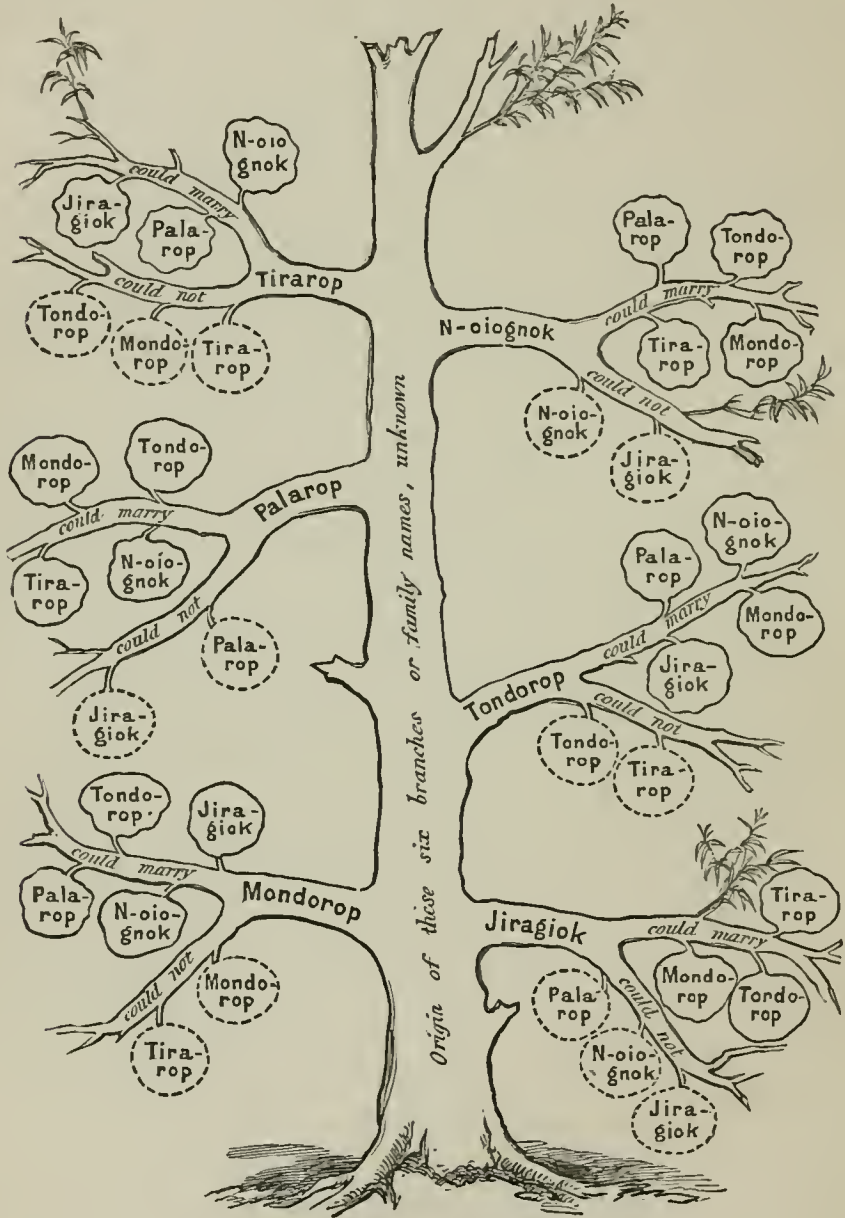 N-oio
gnok
could marry
Jira-
giok
Pala-
rop
Tirarop
could not
Tondo-
rop
Mondo-
rop
Tira-
rop
Pala-
rop
Tondo-
rop
could marry
N-oiognok
Tira-
rop
Mondo-
rop
could not
N-oio-
gnok
Jira-
giok
Mondo-
rop
Tondo-
rop
could marry
Palarop
Tira-
rop
N-oio-
gnok
could not
Pala-
rop
Jira-
giok
N-oio-
gnok
Pala-
rop
could marry
Mondo-
rop
Jira-
giok
Tondorop
could not
Tondo-
rop
Tira-
rop
Tondo-
rop.
Jira-
giok
could marry
Pala-
rop
N-oio-
gnok
Mondorop
could not
Mondo-
rop
Tira-
rop
Origin of these six branches or family names, unknown
Jiragiok
could marry
Tira-
rop
Mondo-
rop
Tondo-
rop
could not
Pala-
rop
N-oio-
gnok
Jira-
giok